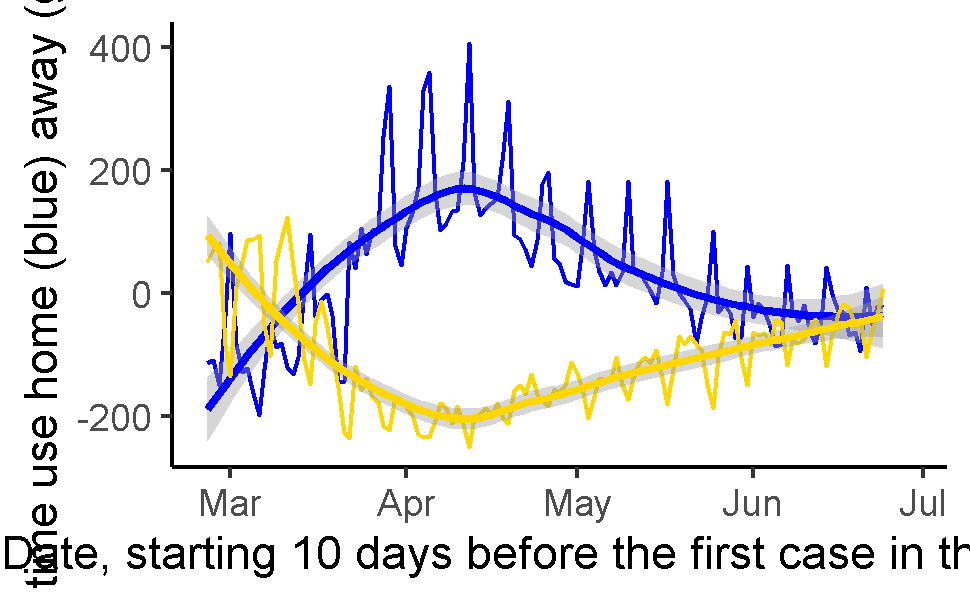 time use home (blue) away (
400
200
0
-200
Mar Apr May Jun Jul
Date, starting 10 days before the first case in th